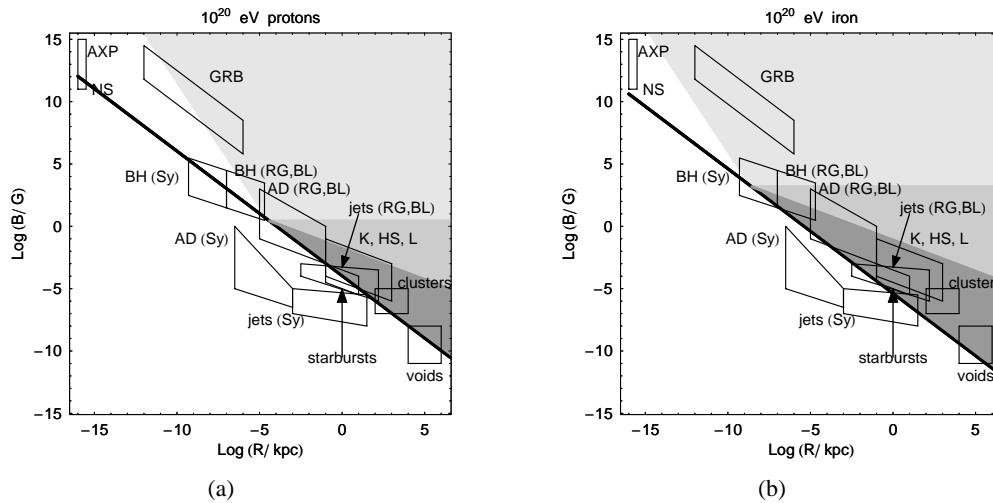 10^20 eV protons
15
10
5
0
−5
−10
−15
Log (B/ G)
AXP
NS
GRB
BH (Sy)
BH (RG,BL)
AD (RG,BL)
jets (RG,BL)
AD (Sy)
K, HS, L
clusters
jets (Sy)
starbursts
voids
−15 −10 −5 0 5
Log (R/ kpc)
(a)
10^20 eV iron
15
10
5
0
−5
−10
−15
Log (B/ G)
AXP
NS
GRB
BH (Sy)
BH (RG,BL)
AD (RG,BL)
jets (RG,BL)
AD (Sy)
K, HS, L
clusters
jets (Sy)
starbursts
voids
−15 −10 −5 0 5
Log (R/ kpc)
(b)